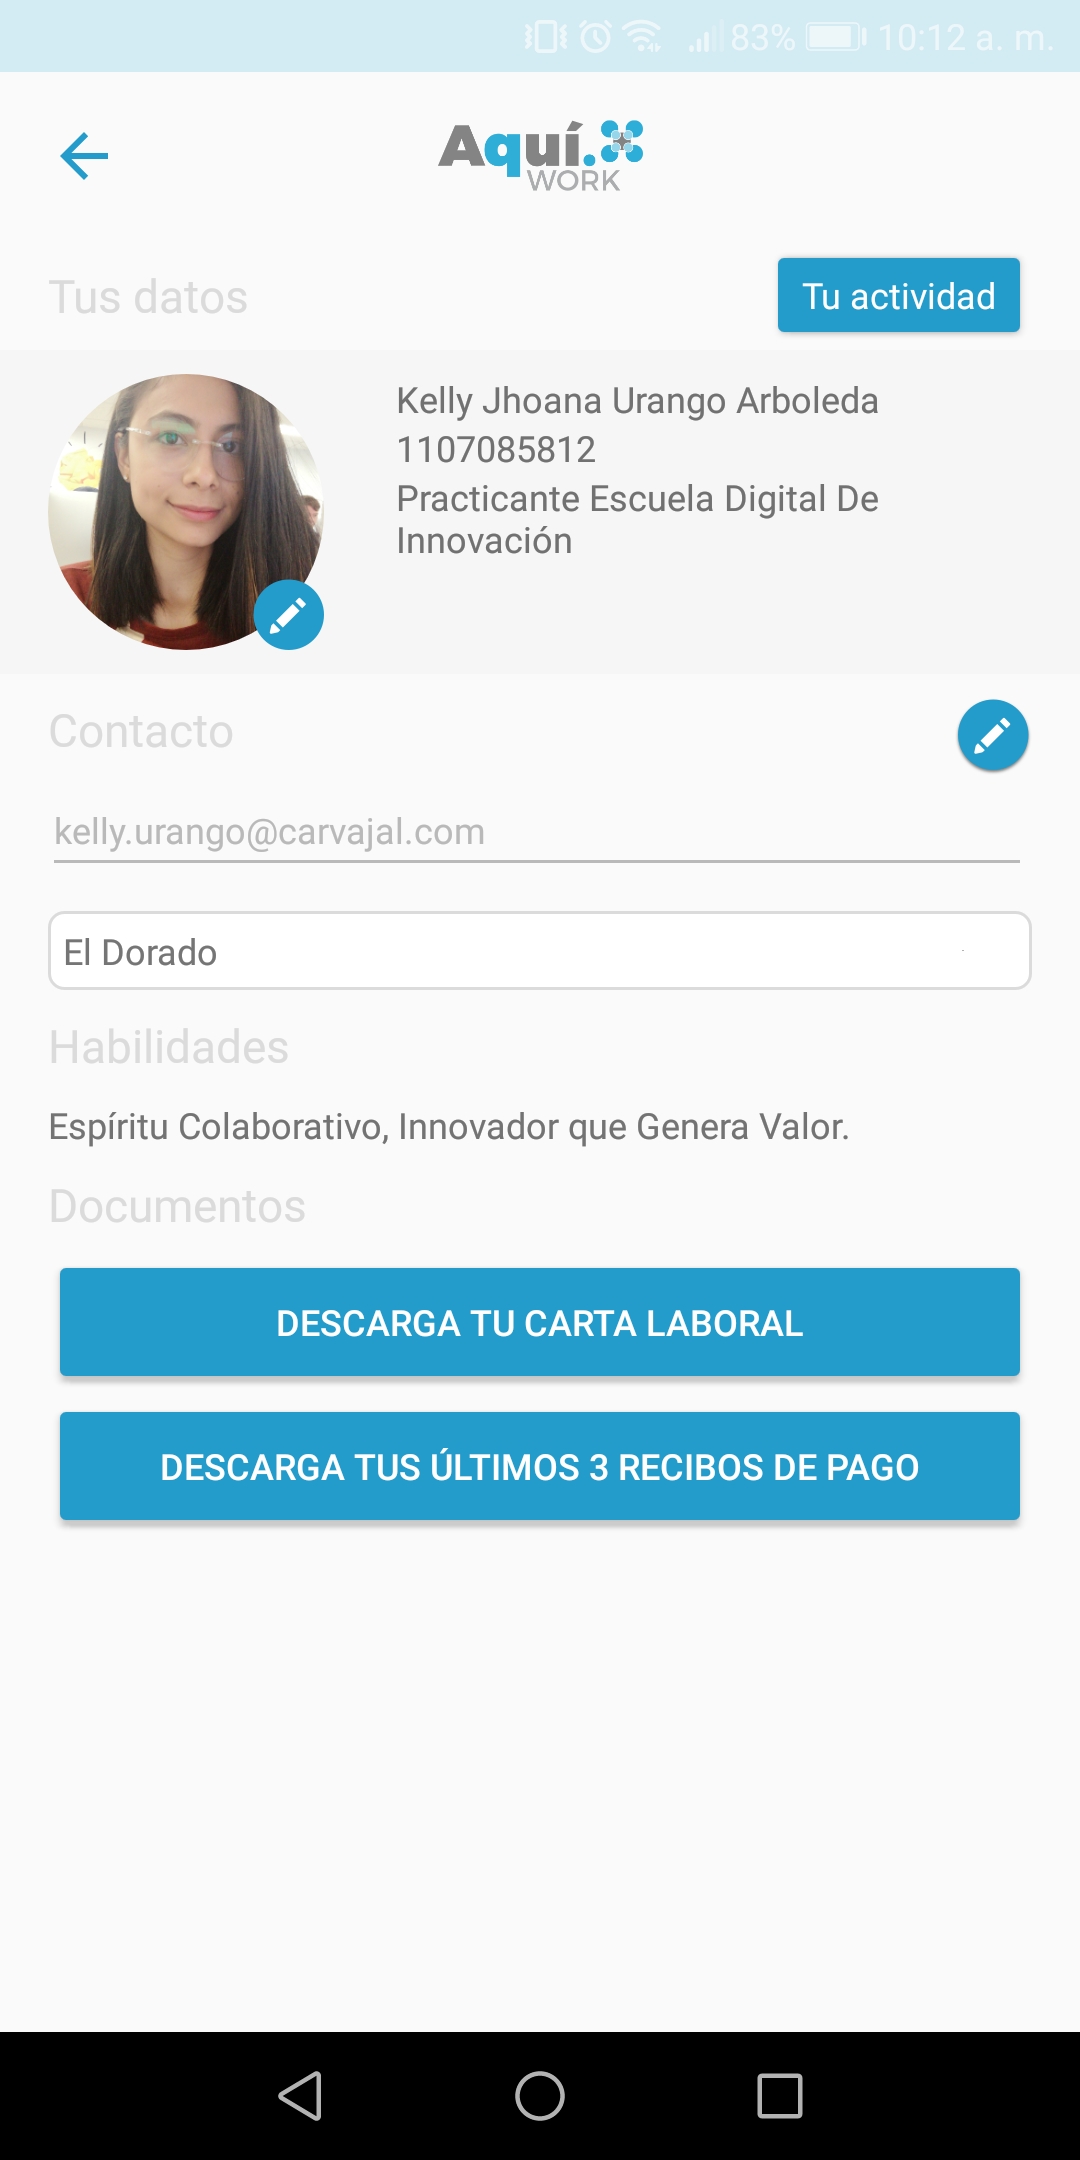 83% 10:12 a. m.
Aquí.
WORK
Tus datos
Tu actividad
Kelly Jhoana Urango Arboleda
1107085812
Practicante Escuela Digital De
Innovación
Contacto
kelly.urango@carvajal.com
El Dorado
Habilidades
Espíritu Colaborativo, Innovador que Genera Valor.
Documentos
DESCARGA TU CARTA LABORAL
DESCARGA TUS ÚLTIMOS 3 RECIBOS DE PAGO